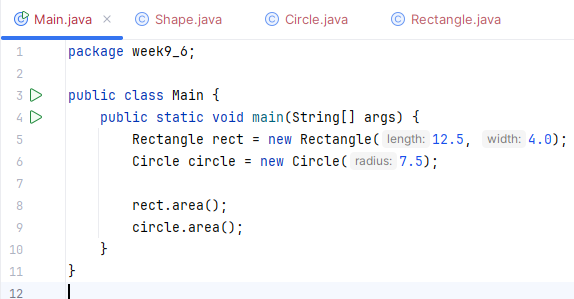 Main.java × Shape.java Circle.java Rectangle.java
1 package week9_6;
2
3 public class Main {
4 public static void main(String[] args) {
5 Rectangle rect = new Rectangle( length: 12.5, width: 4.0);
6 Circle circle = new Circle( radius: 7.5);
7
8 rect.area();
9 circle.area();
10 }
11 }
12